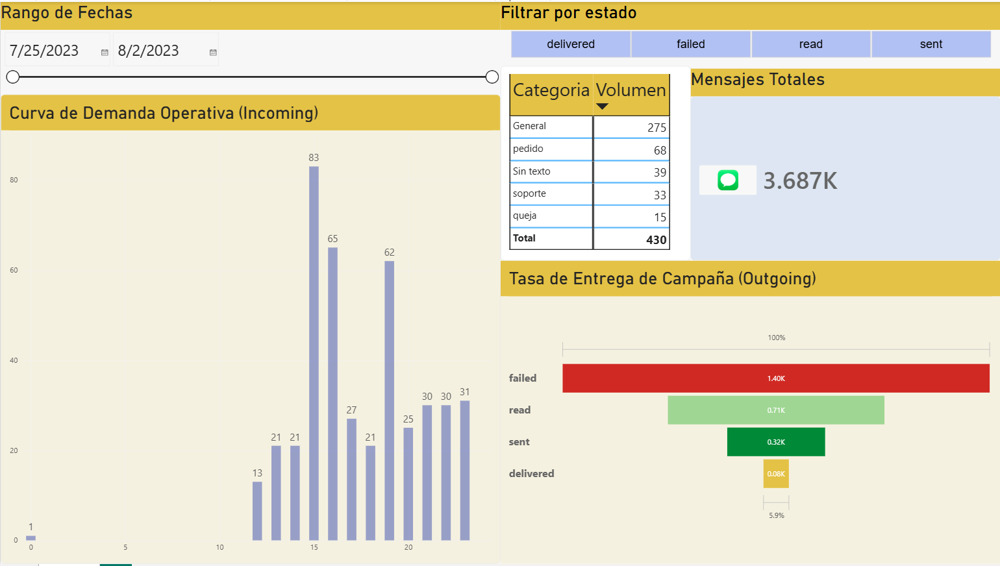 Rango de Fechas
7/25/2023 8/2/2023
Curva de Demanda Operativa (Incoming)
83
80
65
62
60
40
31
30 30
27
25
21 21
21
20
13
1
0
0 5 10 15 20
Filtrar por estado
delivered failed read sent
Categoria Volumen
General 275
pedido 68
Sin texto 39
soporte 33
queja 15
Total 430
Mensajes Totales
3.687K
Tasa de Entrega de Campaña (Outgoing)
100%
failed 1.40K
read 0.71K
sent 0.32K
delivered 0.08K
5.9%